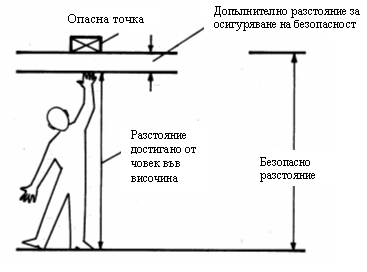 Опасна точка
Допълнително разстояние за
осигуряване на безопасност
Разстояние
достигано от
човек във
височина
Безопасно
разстояние